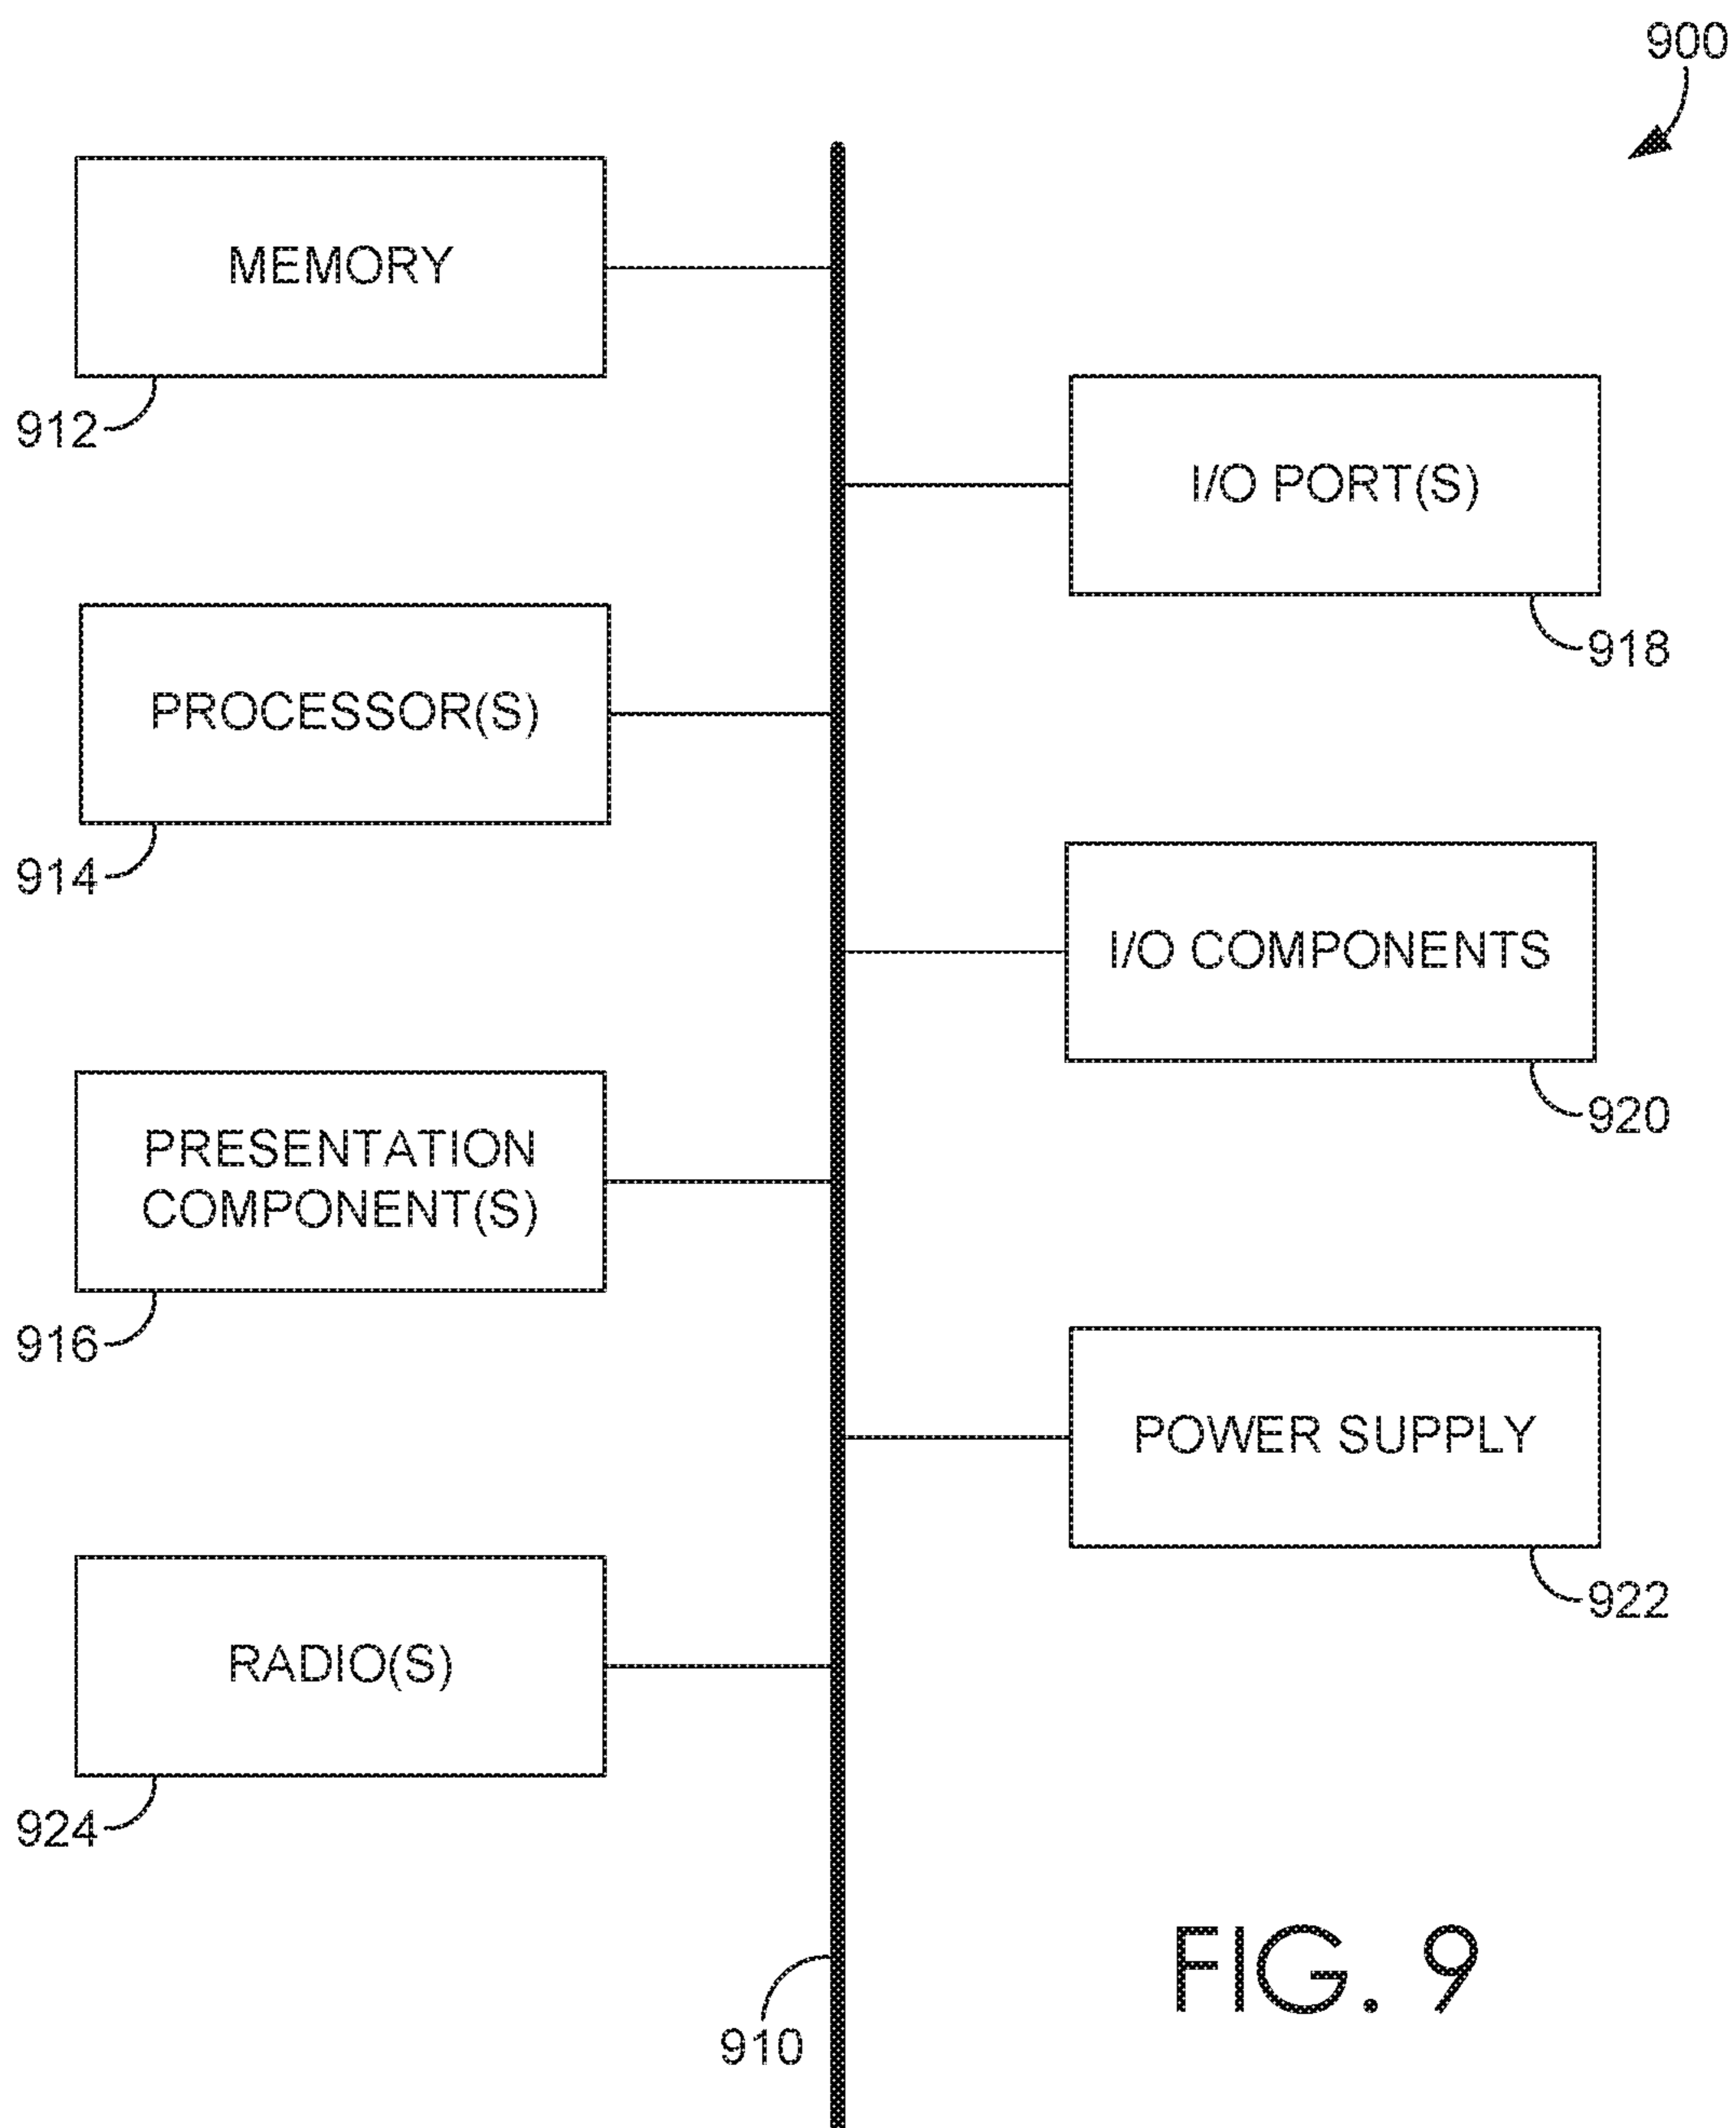 900
MEMORY
912
I/O PORT(S)
918
PROCESSOR(S)
914
I/O COMPONENTS
920
PRESENTATION
COMPONENT(S)
916
POWER SUPPLY
922
RADIO(S)
924
910
FIG. 9